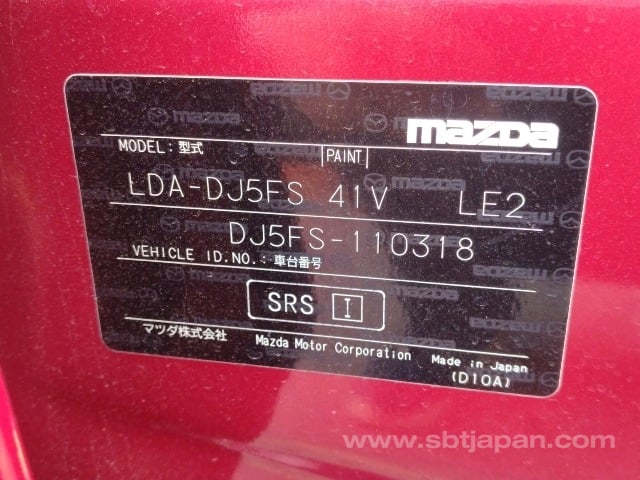 mazda
MODEL: 型式 PAINT
LDA-DJ5FS 41V LE2
DJ5FS-110318
VEHICLE ID.NO.: 車台番号
SRS I
マツダ株式会社 Mazda Motor Corporation Made in Japan
(D10A)
www.sbtjapan.com